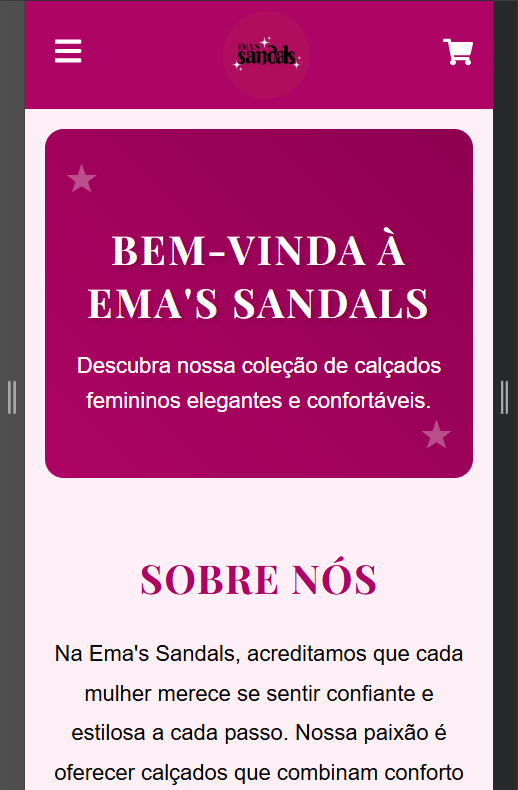 EMA'S
sandals
BEM-VINDA À
EMA'S SANDALS
Descubra nossa coleção de calçados
femininos elegantes e confortáveis.
SOBRE NÓS
Na Ema's Sandals, acreditamos que cada
mulher merece se sentir confiante e
estilosa a cada passo. Nossa paixão é
oferecer calçados que combinam conforto